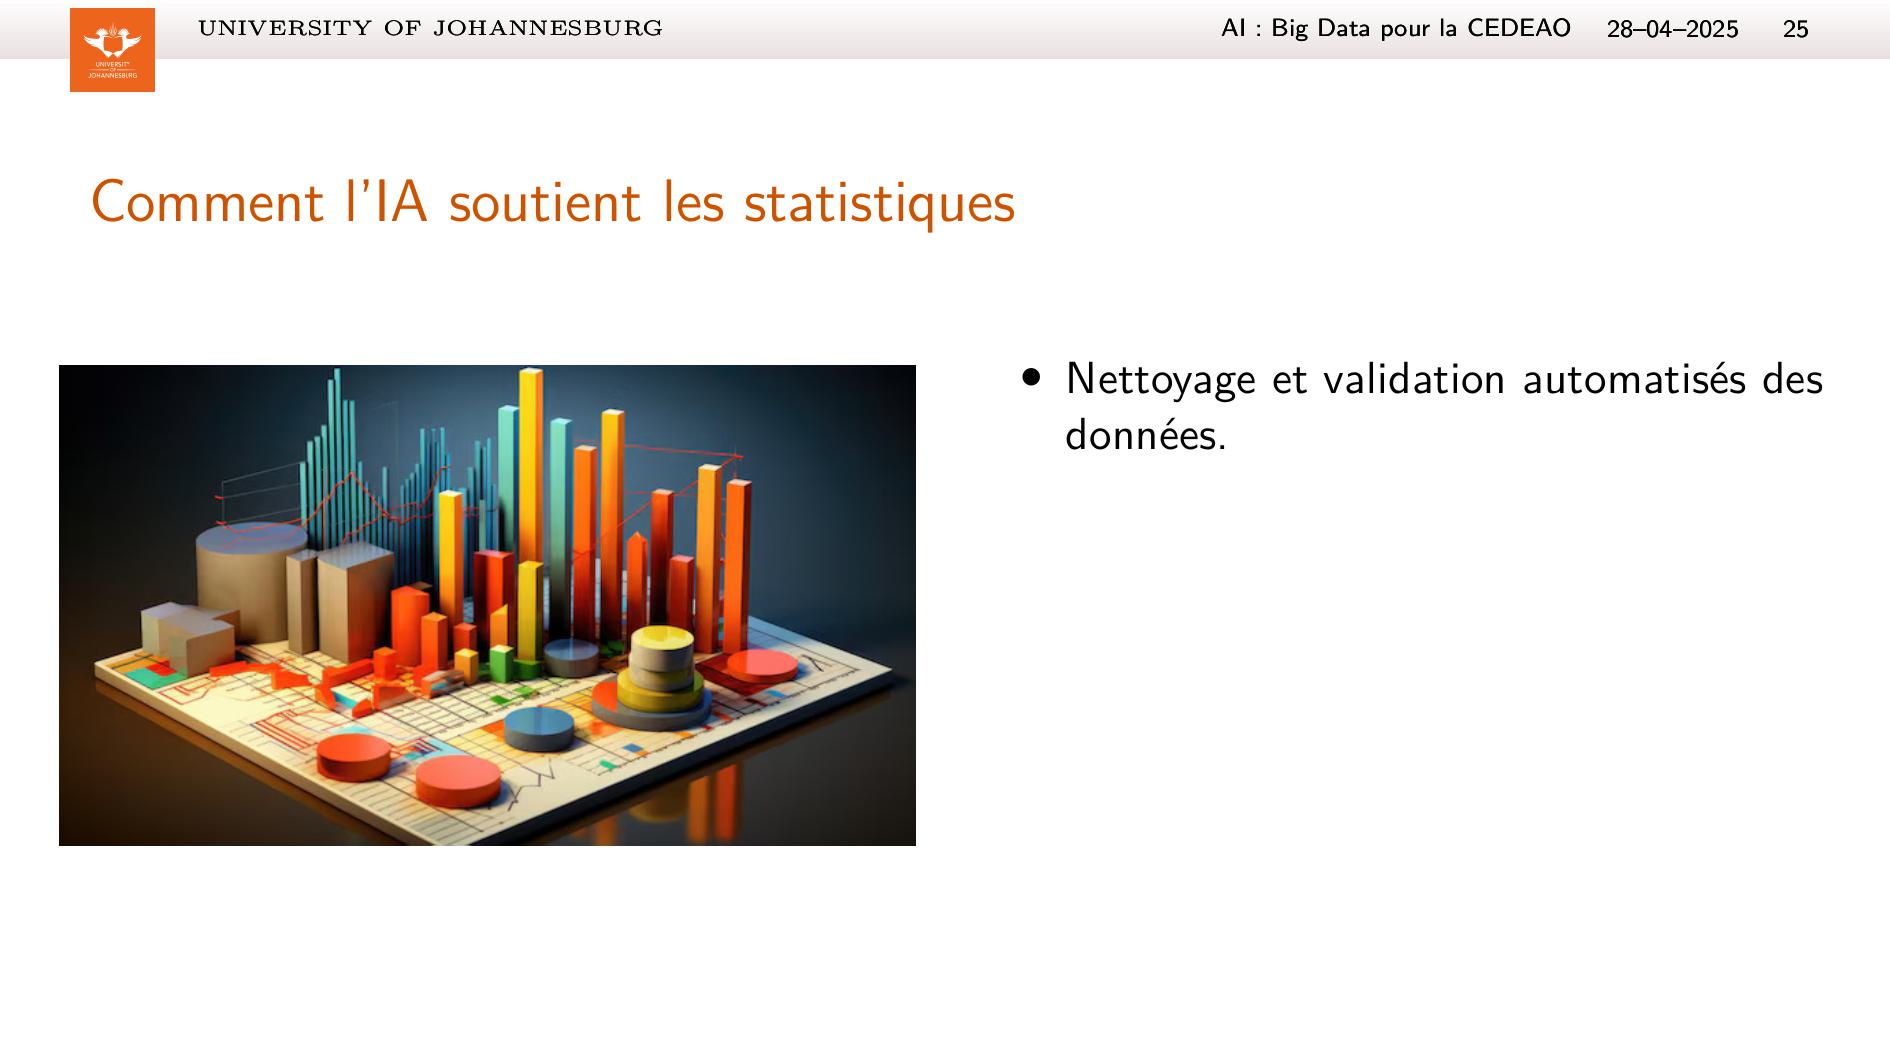 UNIVERSITY OF JOHANNESBURG
AI : Big Data pour la CEDEAO 28–04–2025 25
UNIVERSITY
OF
JOHANNESBURG
Comment l'IA soutient les statistiques
• Nettoyage et validation automatisés des
données.